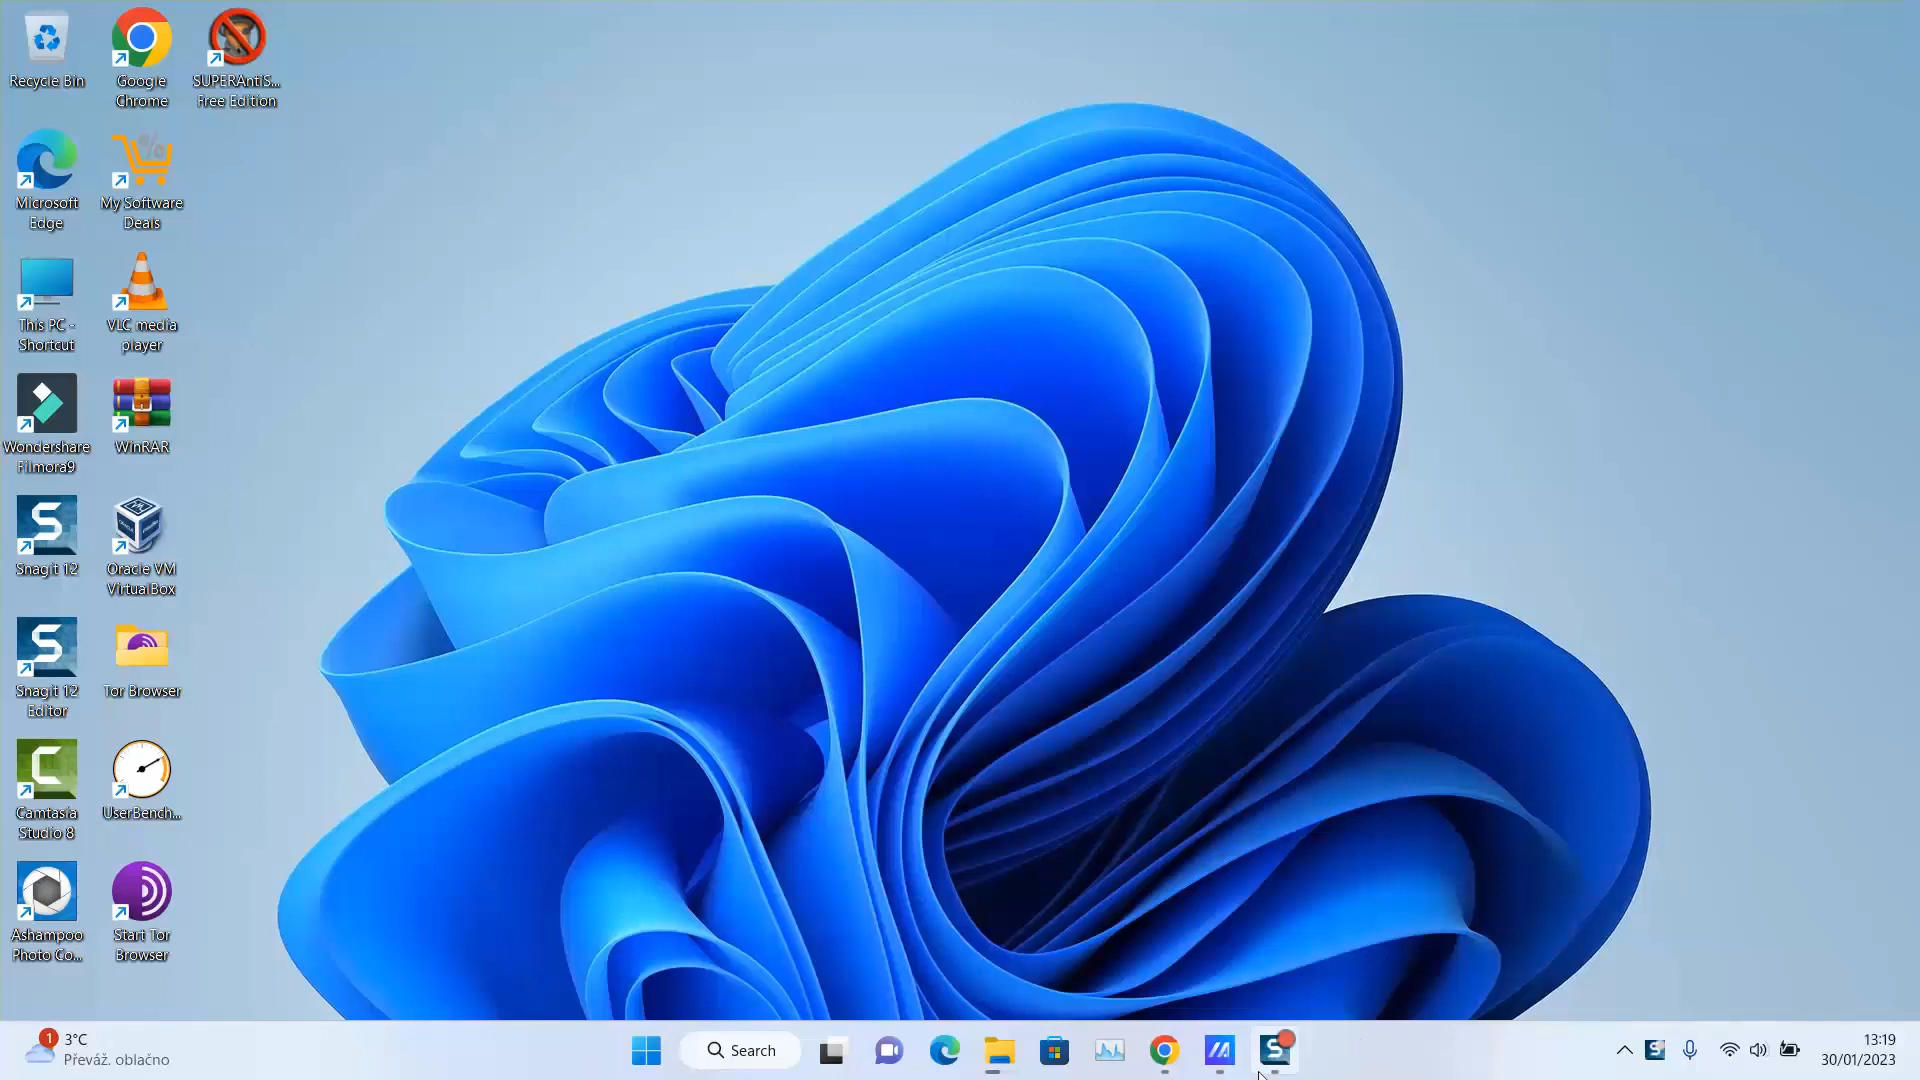 Recycle Bin
Google
Chrome
SUPERAntiS...
Free Edition
Microsoft
Edge
My Software
Deals
This PC -
Shortcut
VLC media
player
Wondershare
Filmora9
WinRAR
Snagit 12
Oracle VM
VirtualBox
Snagit 12
Editor
Tor Browser
Camtasia
Studio 8
UserBench...
Ashampoo
Photo Co...
Start Tor
Browser
1
3°C
Převáž. oblačno
Search
13:19
30/01/2023